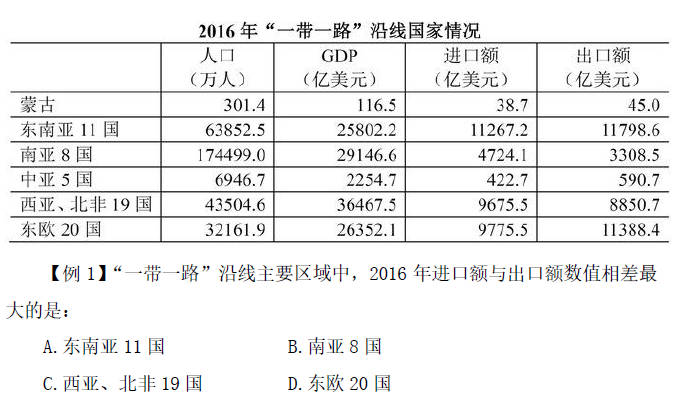 2016 年“一带一路”沿线国家情况
人口（万人） GDP（亿美元） 进口额（亿美元） 出口额（亿美元）
蒙古 301.4 116.5 38.7 45.0
东南亚 11 国 63852.5 25802.2 11267.2 11798.6
南亚 8 国 174499.0 29146.6 4724.1 3308.5
中亚 5 国 6946.7 2254.7 422.7 590.7
西亚、北非 19 国 43504.6 36467.5 9675.5 8850.7
东欧 20 国 32161.9 26352.1 9775.5 11388.4
【例 1】“一带一路”沿线主要区域中，2016 年进口额与出口额数值相差最
大的是：
A.东南亚 11 国 B.南亚 8 国
C.西亚、北非 19 国 D.东欧 20 国